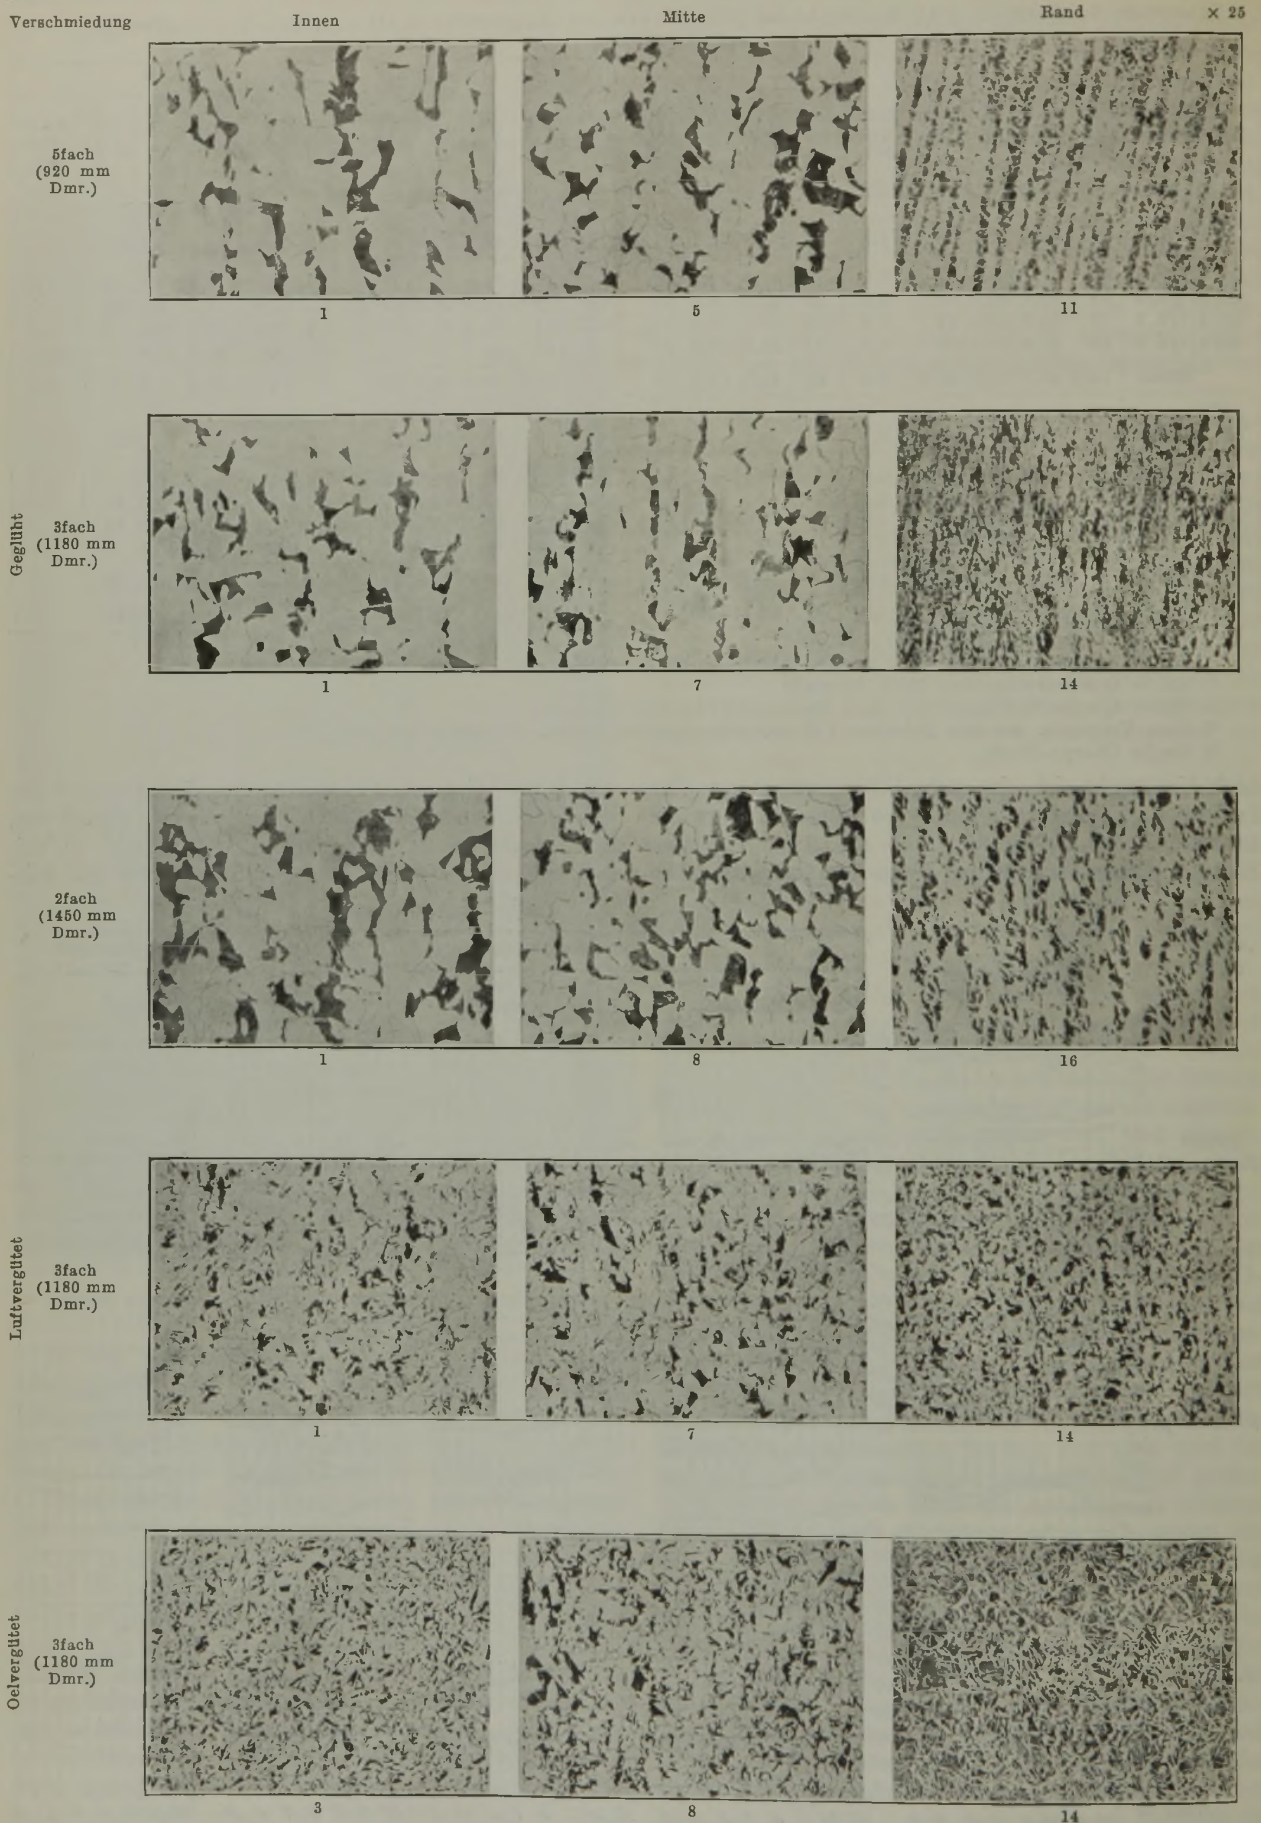 Verschmiedung Innen Mitte Rand × 25
5fach
(920 mm
Dmr.)
1 5 11
Geglüht
3fach
(1180 mm
Dmr.)
1 7 14
2fach
(1450 mm
Dmr.)
1 8 16
Luftvergütet
3fach
(1180 mm
Dmr.)
1 7 14
Oelvergütet
3fach
(1180 mm
Dmr.)
3 8 14